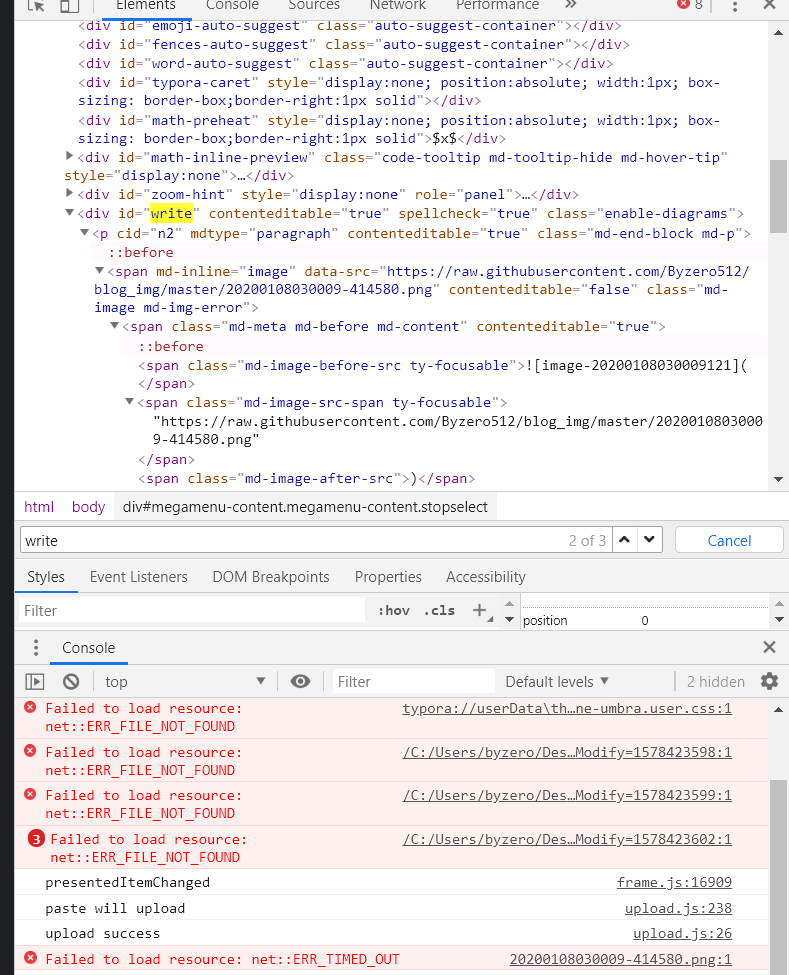 Elements Console Sources Network Performance » 8
<div id="emoji-auto-suggest" class="auto-suggest-container"></div>
<div id="fences-auto-suggest" class="auto-suggest-container"></div>
<div id="word-auto-suggest" class="auto-suggest-container"></div>
<div id="typora-caret" style="display:none; position:absolute; width:1px; box-
sizing: border-box;border-right:1px solid"></div>
<div id="math-preheat" style="display:none; position:absolute; width:1px; box-
sizing: border-box;border-right:1px solid">$x$</div>
<div id="math-inline-preview" class="code-tooltip md-tooltip-hide md-hover-tip"
style="display:none">…</div>
<div id="zoom-hint" style="display:none" role="panel">…</div>
<div id="write" contenteditable="true" spellcheck="true" class="enable-diagrams">
<p cid="n2" mdtype="paragraph" contenteditable="true" class="md-end-block md-p">
::before
<span md-inline="image" data-src="https://raw.githubusercontent.com/Byzero512/
blog_img/master/20200108030009-414580.png" contenteditable="false" class="md-
image md-img-error">
<span class="md-meta md-before md-content" contenteditable="true">
::before
<span class="md-image-before-src ty-focusable">![image-20200108030009121](
</span>
<span class="md-image-src-span ty-focusable">
"https://raw.githubusercontent.com/Byzero512/blog_img/master/2020010803000
9-414580.png"
</span>
<span class="md-image-after-src">)</span>
html body div#megamenu-content.megamenu-content.stopselect
write 2 of 3 Cancel
Styles Event Listeners DOM Breakpoints Properties Accessibility
Filter :hov .cls +
position 0
Console
top Filter Default levels 2 hidden
Failed to load resource: typora://userData\th…ne-umbra.user.css:1
net::ERR_FILE_NOT_FOUND
Failed to load resource: /C:/Users/byzero/Des…Modify=1578423598:1
net::ERR_FILE_NOT_FOUND
Failed to load resource: /C:/Users/byzero/Des…Modify=1578423599:1
net::ERR_FILE_NOT_FOUND
3 Failed to load resource: /C:/Users/byzero/Des…Modify=1578423602:1
net::ERR_FILE_NOT_FOUND
presentedItemChanged frame.js:16909
paste will upload upload.js:238
upload success upload.js:26
Failed to load resource: net::ERR_TIMED_OUT 20200108030009-414580.png:1